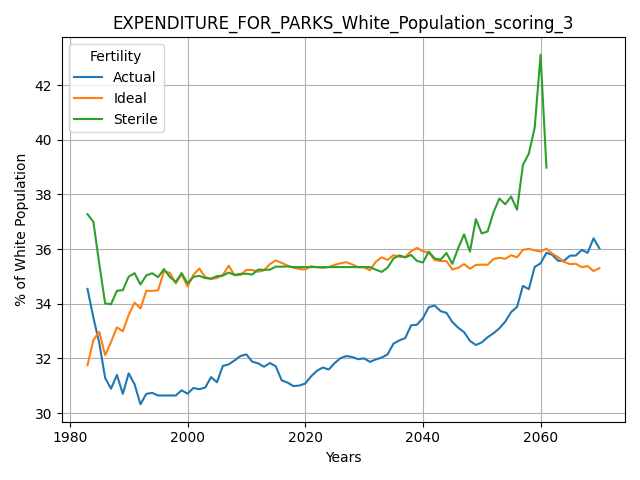 EXPENDITURE_FOR_PARKS_White_Population_scoring_3
Fertility
Actual
Ideal
Sterile
% of White Population
42
40
38
36
34
32
30
1980
2000
2020
2040
2060
Years